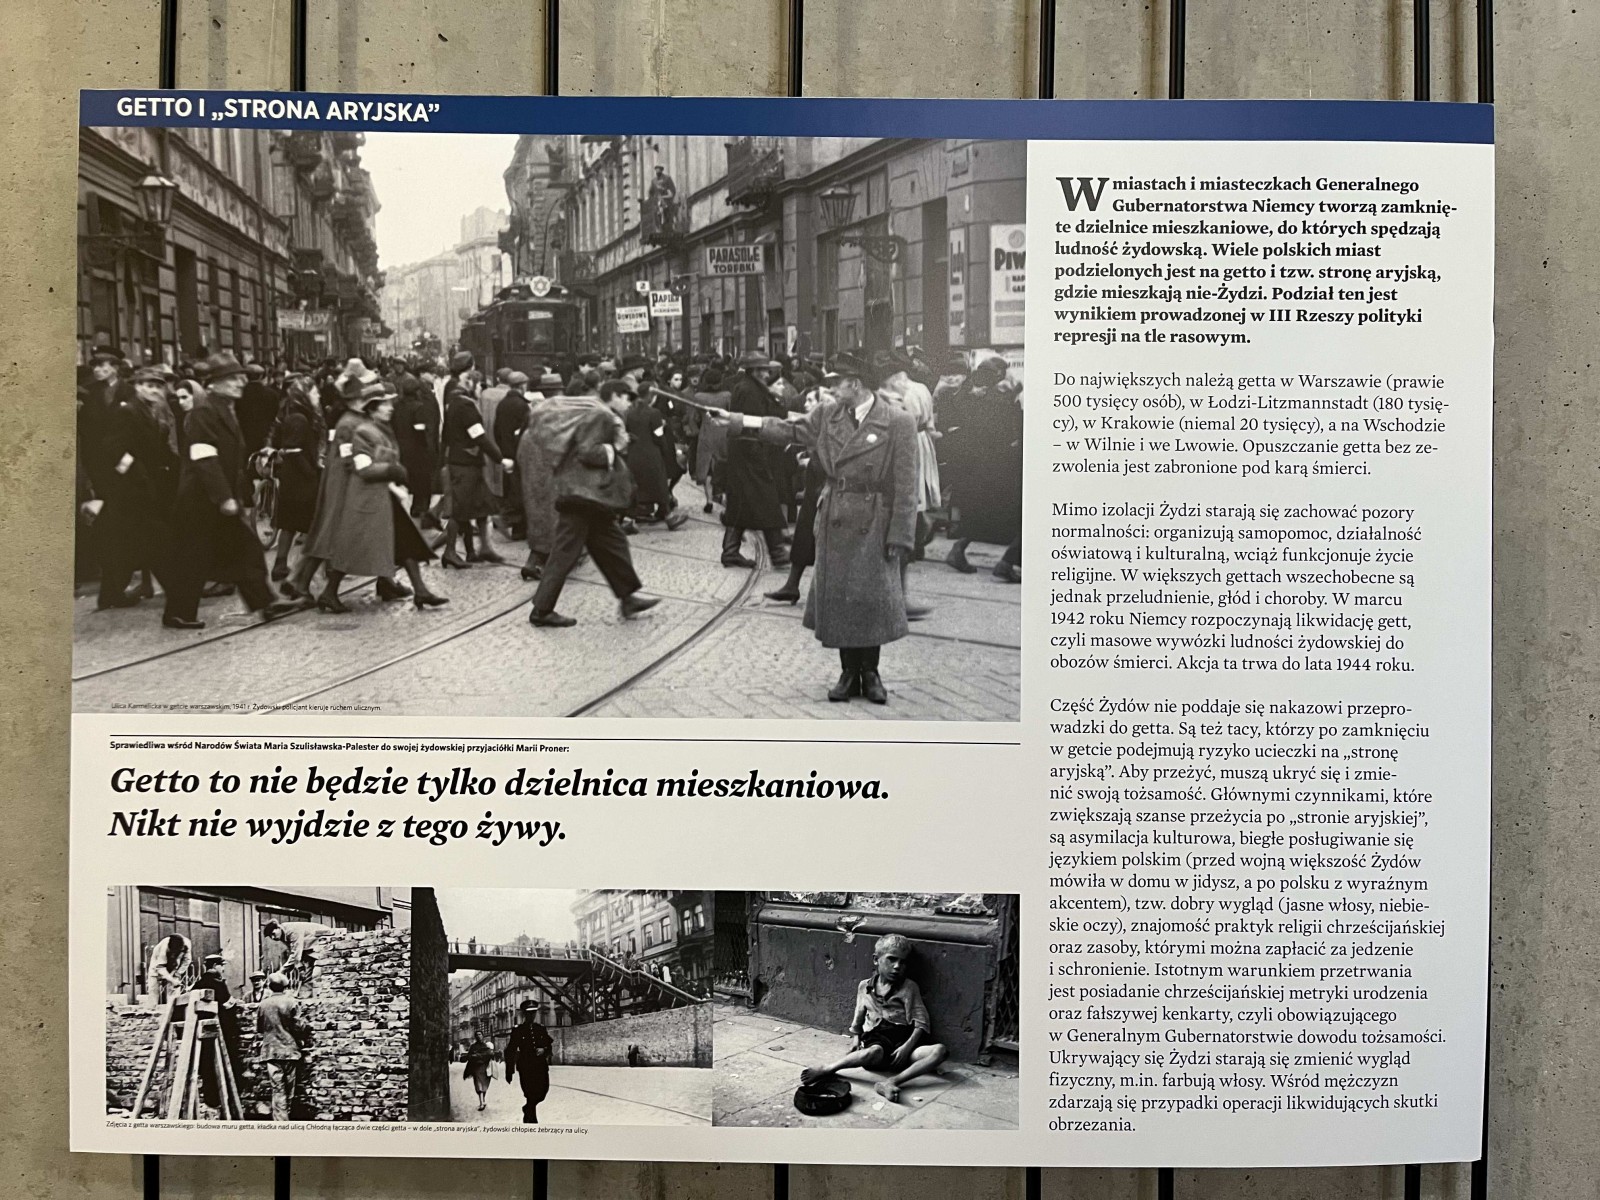 GETTO I „STRONA ARYJSKA”
PARASOLE
TOREBKI
PAPIER
Ulica Karmelicka w getcie warszawskim, 1941 r. Żydowski policjant kieruje ruchem ulicznym.
Sprawiedliwa wśród Narodów Świata Maria Szulisławska-Palester do swojej żydowskiej przyjaciółki Marii Proner:
Getto to nie będzie tylko dzielnica mieszkaniowa.
Nikt nie wyjdzie z tego żywy.
Zdjęcia z getta warszawskiego: budowa muru getta, kładka nad ulicą Chłodną łącząca dwie części getta – w dole „strona aryjska”, żydowski chłopiec żebrzący na ulicy.
W miastach i miasteczkach Generalnego
Gubernatorstwa Niemcy tworzą zamknię-
te dzielnice mieszkaniowe, do których spędzają
ludność żydowską. Wiele polskich miast
podzielonych jest na getto i tzw. stronę aryjską,
gdzie mieszkają nie-Żydzi. Podział ten jest
wynikiem prowadzonej w III Rzeszy polityki
represji na tle rasowym.
Do największych należą getta w Warszawie (prawie
500 tysięcy osób), w Łodzi-Litzmannstadt (180 tysię-
cy), w Krakowie (niemal 20 tysięcy), a na Wschodzie
– w Wilnie i we Lwowie. Opuszczanie getta bez ze-
zwolenia jest zabronione pod karą śmierci.
Mimo izolacji Żydzi starają się zachować pozory
normalności: organizują samopomoc, działalność
oświatową i kulturalną, wciąż funkcjonuje życie
religijne. W większych gettach wszechobecne są
jednak przeludnienie, głód i choroby. W marcu
1942 roku Niemcy rozpoczynają likwidację gett,
czyli masowe wywózki ludności żydowskiej do
obozów śmierci. Akcja ta trwa do lata 1944 roku.
Część Żydów nie poddaje się nakazowi przepro-
wadzki do getta. Są też tacy, którzy po zamknięciu
w getcie podejmują ryzyko ucieczki na „stronę
aryjską”. Aby przeżyć, muszą ukryć się i zmie-
nić swoją tożsamość. Głównymi czynnikami, które
zwiększają szanse przeżycia po „stronie aryjskiej”,
są asymilacja kulturowa, biegłe posługiwanie się
językiem polskim (przed wojną większość Żydów
mówiła w domu w jidysz, a po polsku z wyraźnym
akcentem), tzw. dobry wygląd (jasne włosy, niebie-
skie oczy), znajomość praktyk religii chrześcijańskiej
oraz zasoby, którymi można zapłacić za jedzenie
i schronienie. Istotnym warunkiem przetrwania
jest posiadanie chrześcijańskiej metryki urodzenia
oraz fałszywej kenkarty, czyli obowiązującego
w Generalnym Gubernatorstwie dowodu tożsamości.
Ukrywający się Żydzi starają się zmienić wygląd
fizyczny, m.in. farbują włosy. Wśród mężczyzn
zdarzają się przypadki operacji likwidujących skutki
obrzezania.